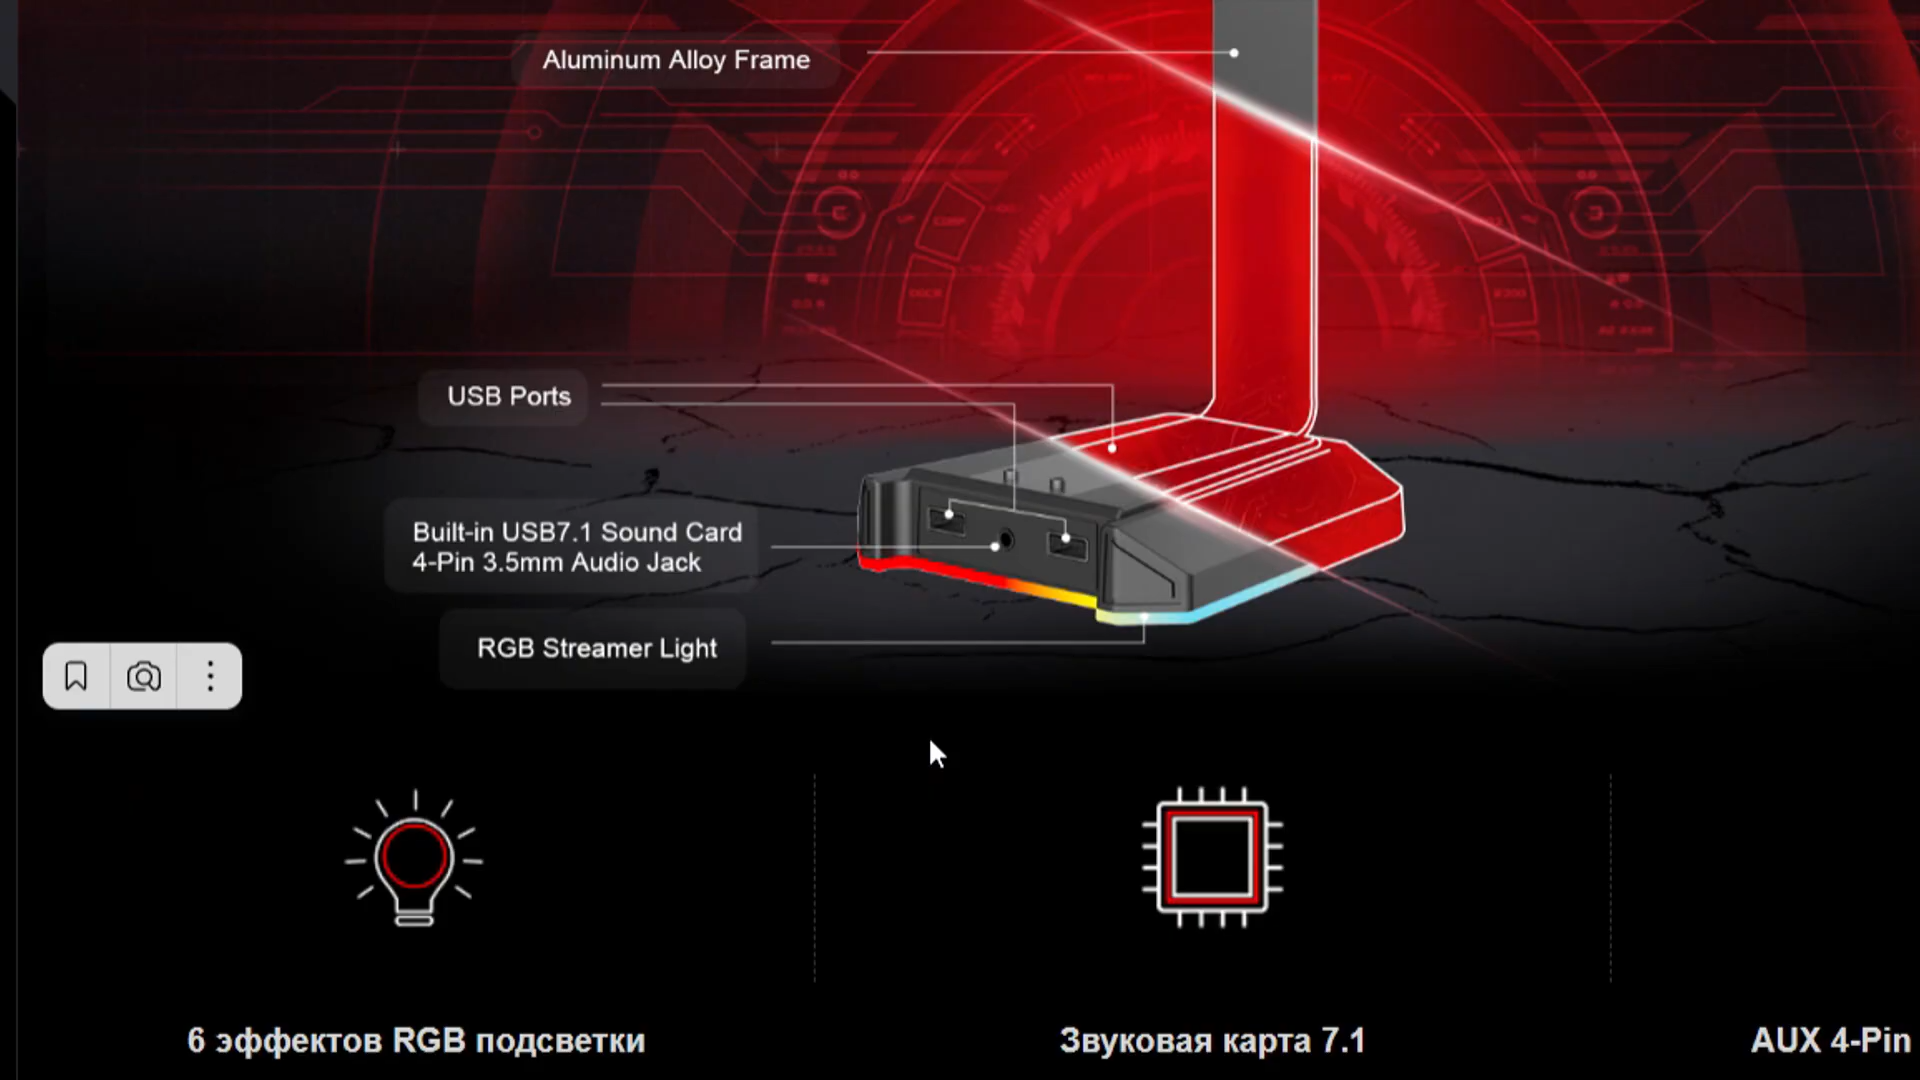 Aluminum Alloy Frame
USB Ports
Built-in USB7.1 Sound Card
4-Pin 3.5mm Audio Jack
RGB Streamer Light
6 эффектов RGB подсветки
Звуковая карта 7.1
AUX 4-Pin